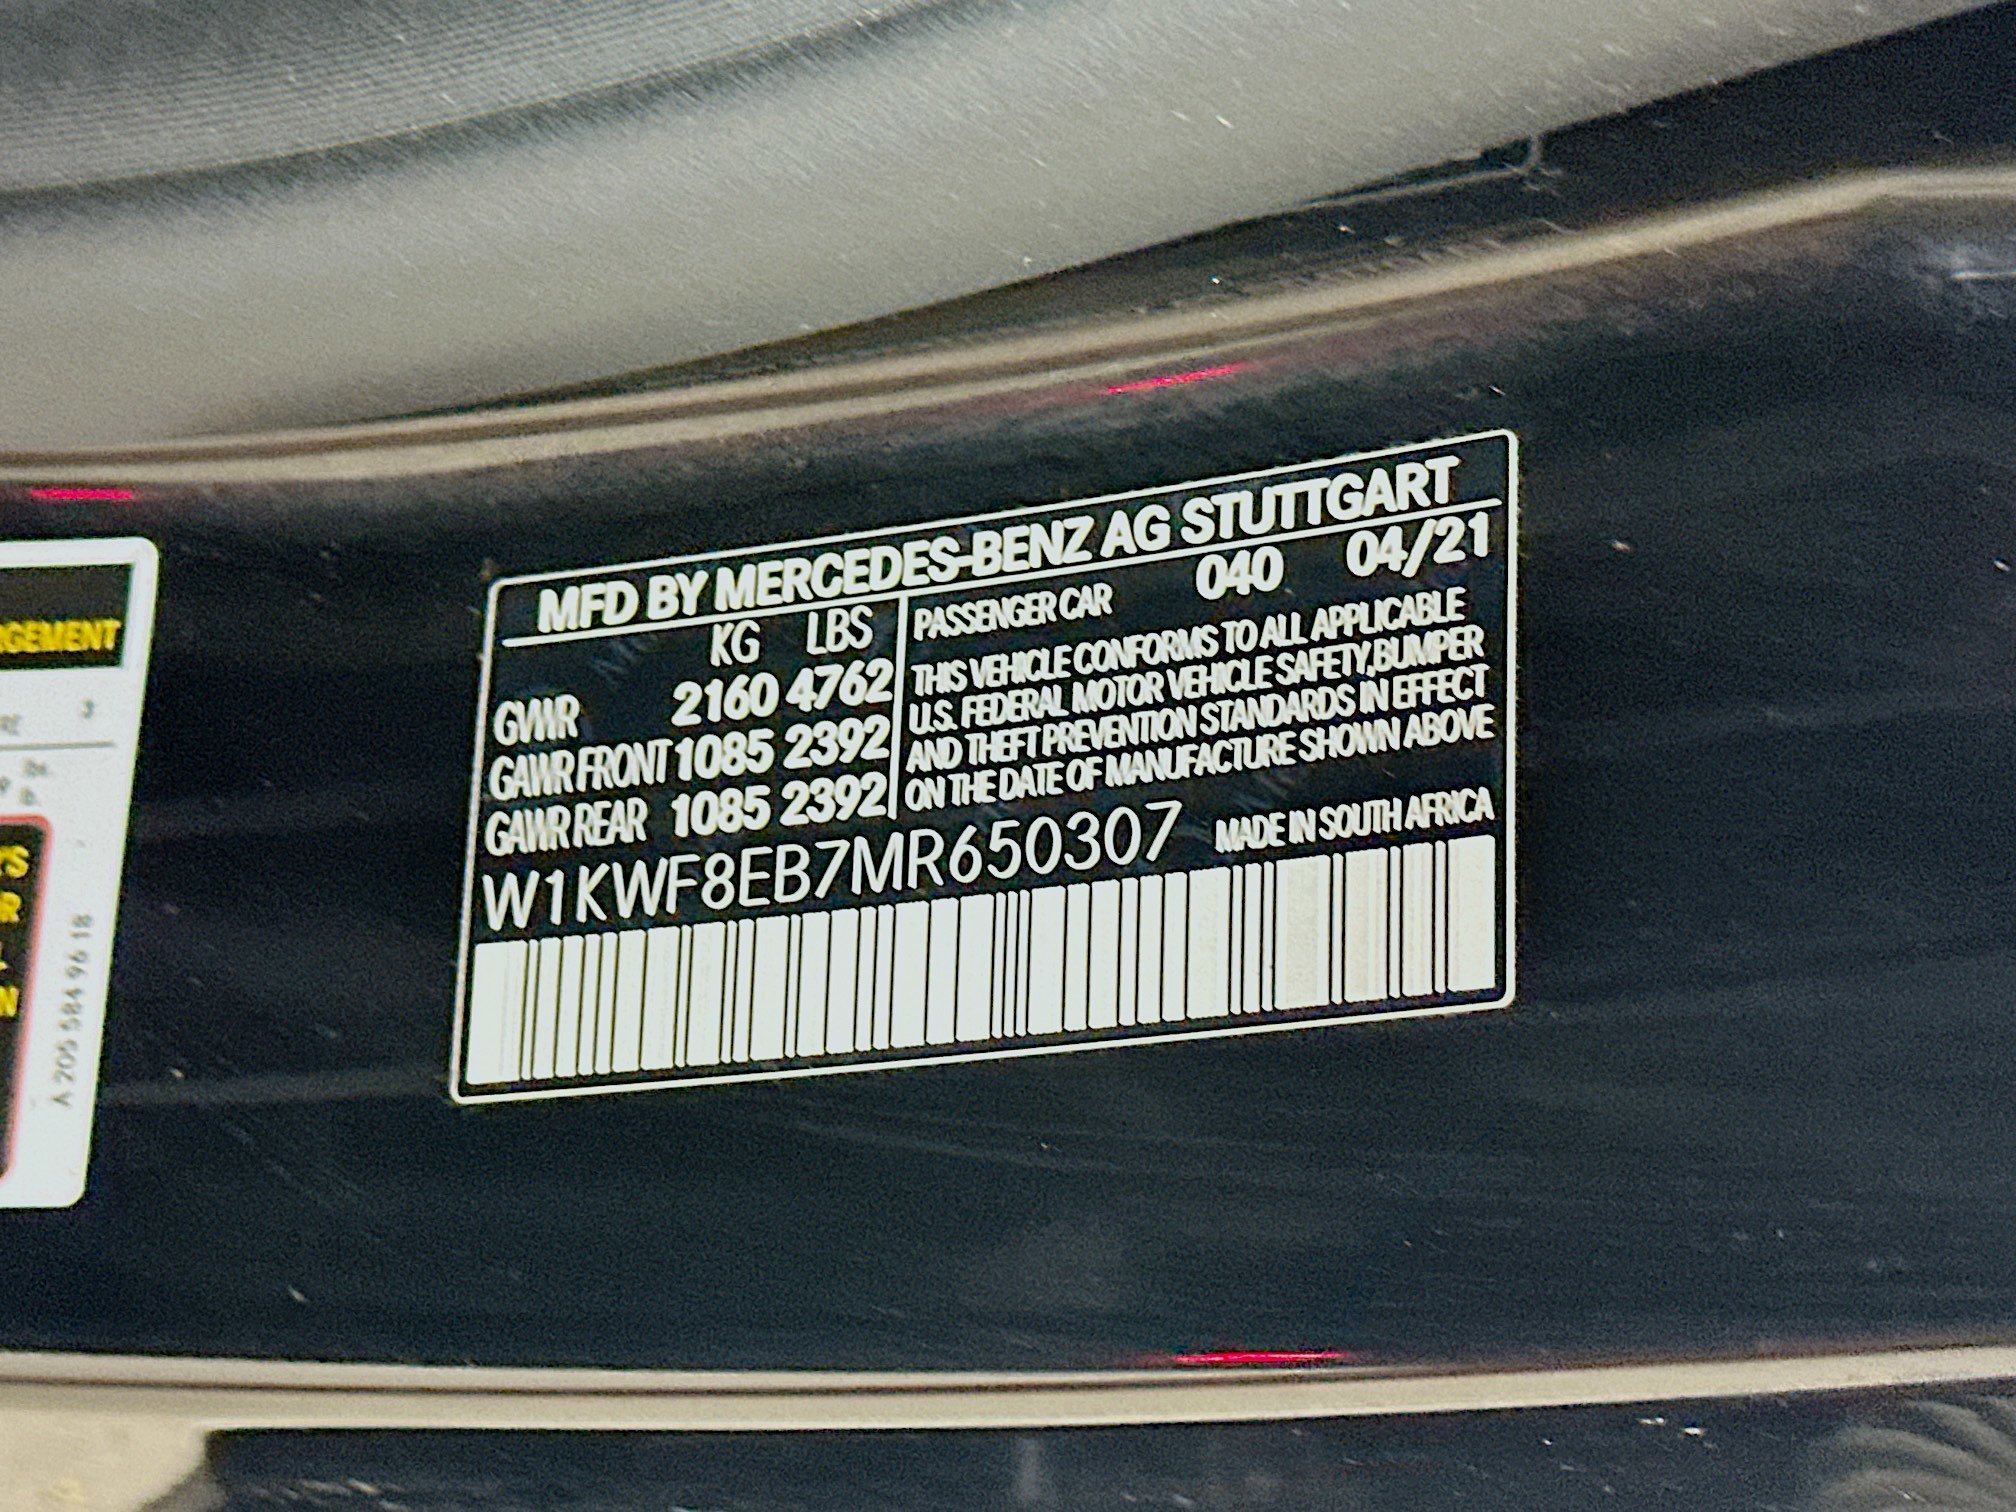 MFD BY MERCEDES-BENZ AG STUTTGART
KG LBS
GVWR 2160 4762
GAWR FRONT 1085 2392
GAWR REAR 1085 2392
PASSENGER CAR 040 04/21
THIS VEHICLE CONFORMS TO ALL APPLICABLE
U.S. FEDERAL MOTOR VEHICLE SAFETY,BUMPER
AND THEFT PREVENTION STANDARDS IN EFFECT
ON THE DATE OF MANUFACTURE SHOWN ABOVE
W1KWF8EB7MR650307 MADE IN SOUTH AFRICA
GEMENT
3
A 205 584 96 18